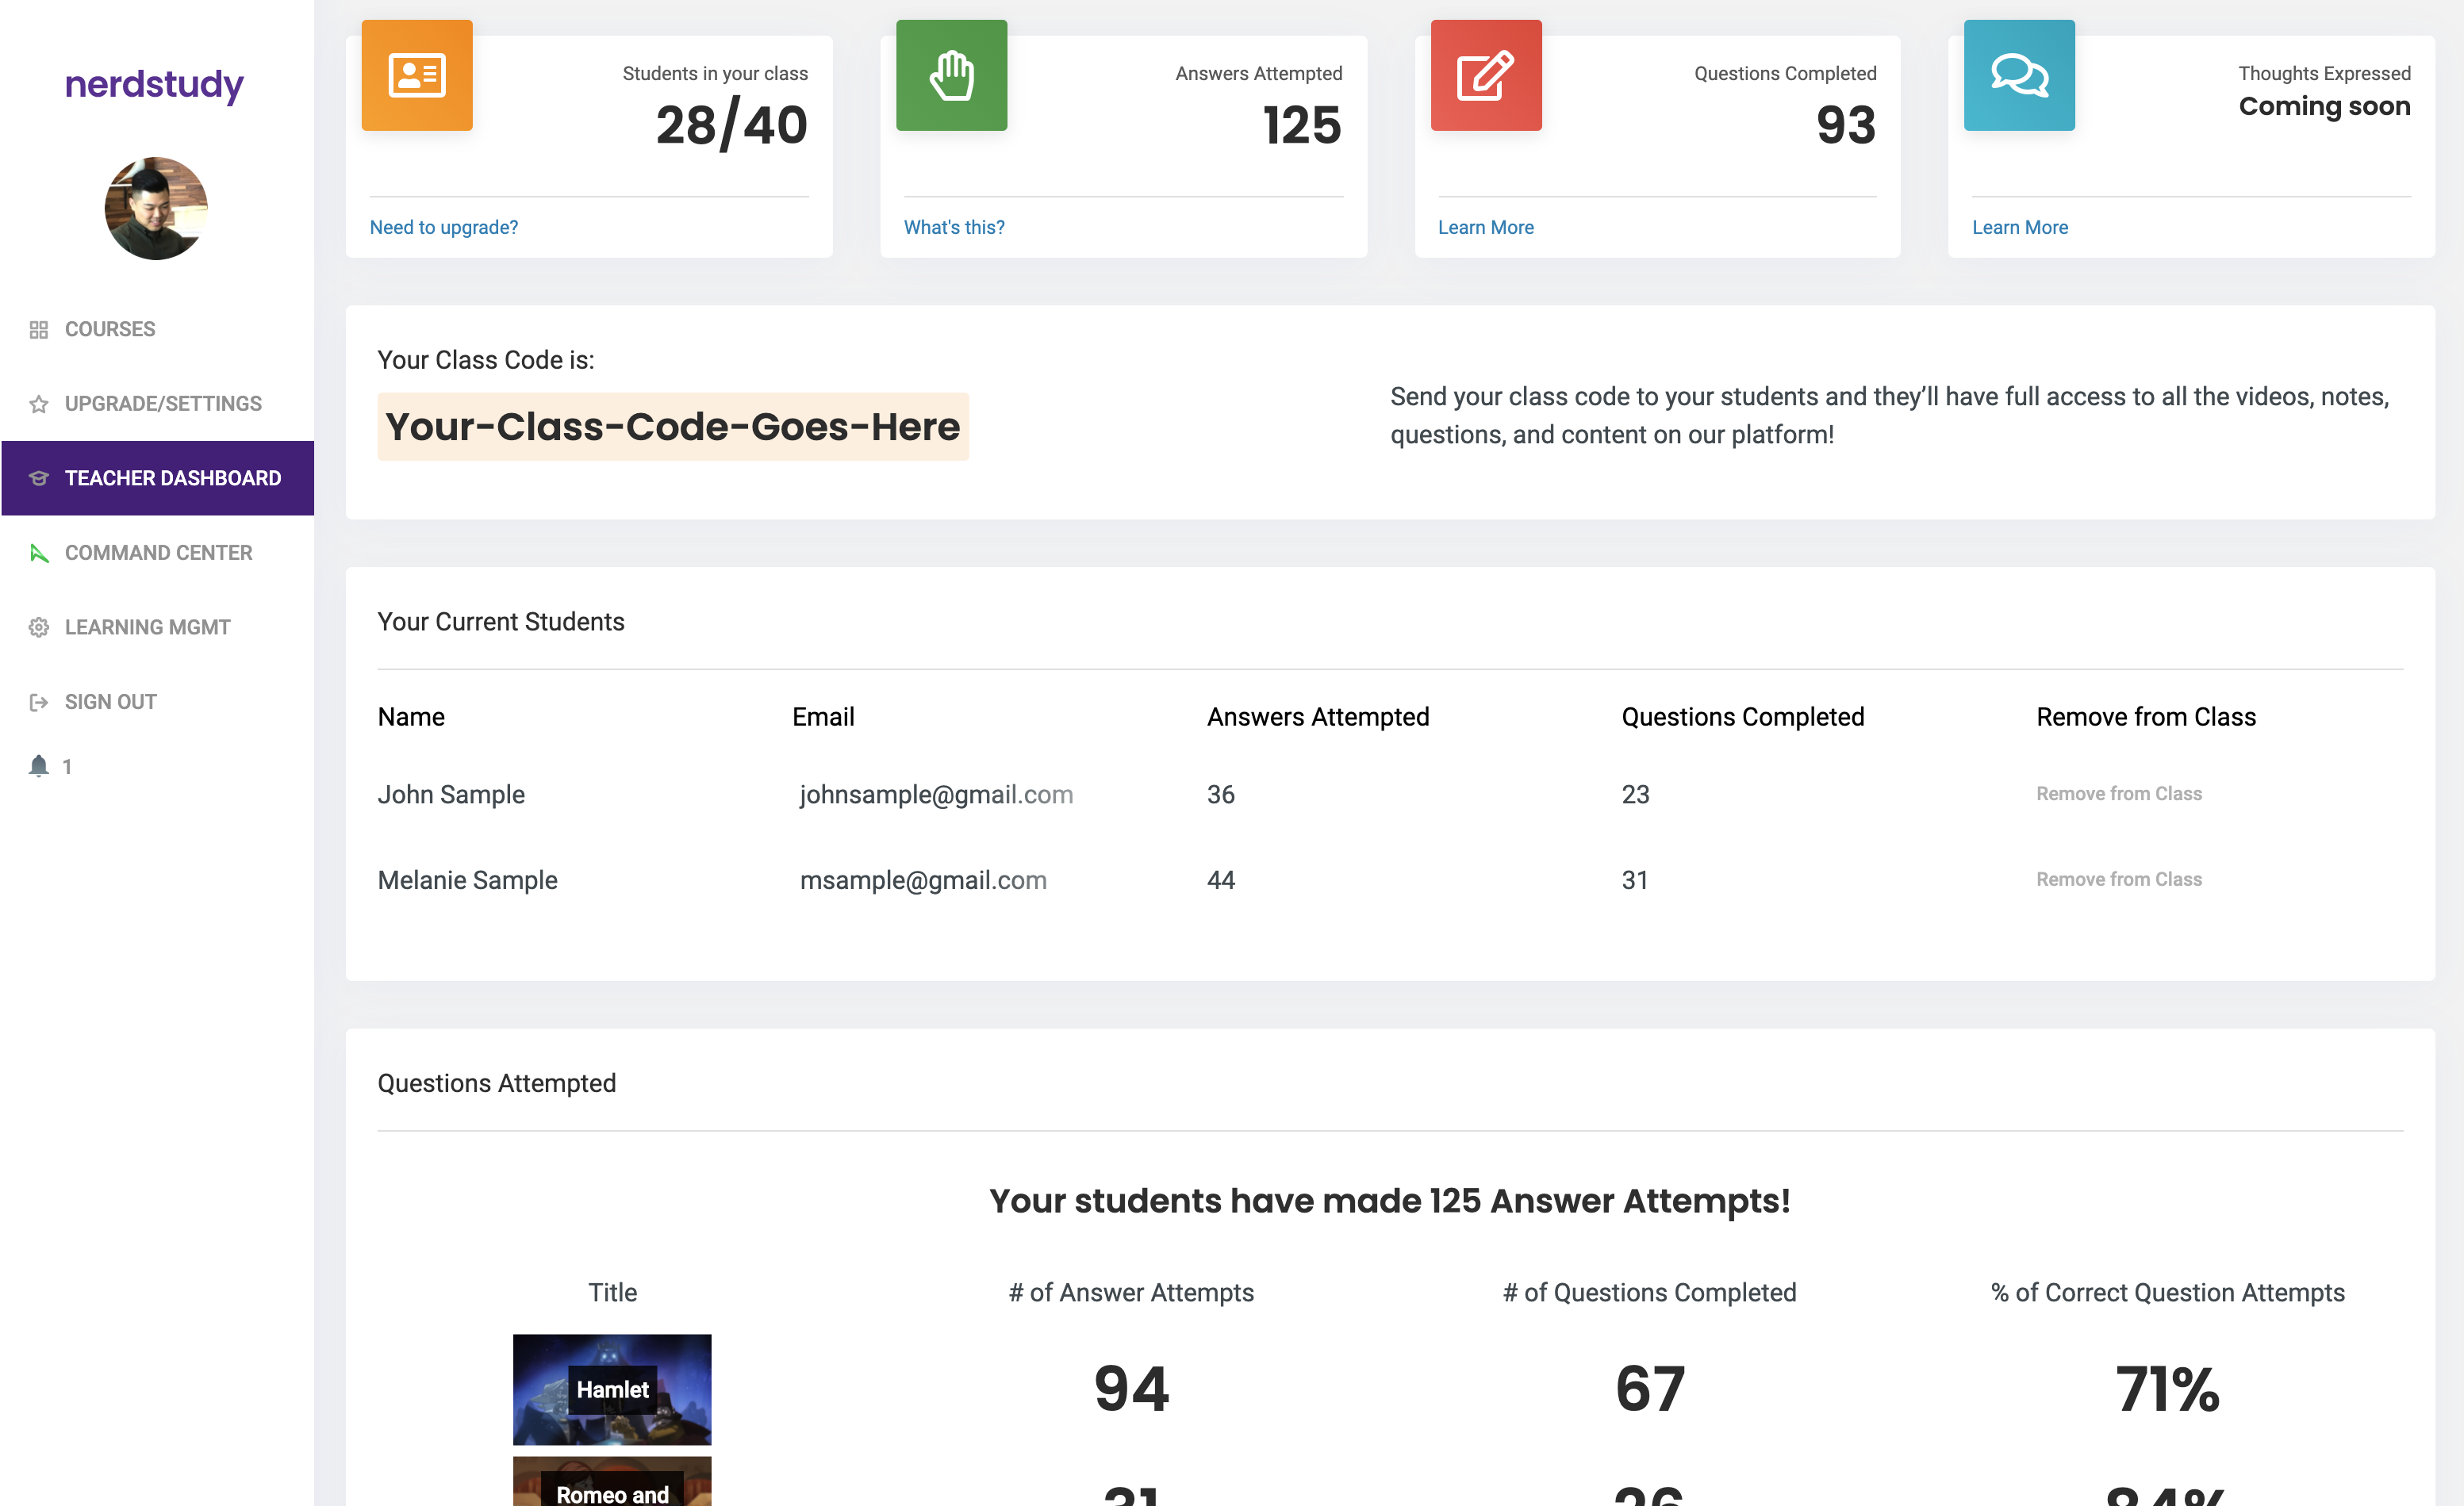 nerdstudy
COURSES
UPGRADE/SETTINGS
TEACHER DASHBOARD
COMMAND CENTER
LEARNING MGMT
SIGN OUT
1
Students in your class
28/40
Need to upgrade?
Answers Attempted
125
What's this?
Questions Completed
93
Learn More
Thoughts Expressed
Coming soon
Learn More
Your Class Code is:
Your-Class-Code-Goes-Here
Send your class code to your students and they’ll have full access to all the videos, notes,
questions, and content on our platform!
Your Current Students
Name Email Answers Attempted Questions Completed Remove from Class
John Sample johnsample@gmail.com 36 23 Remove from Class
Melanie Sample msample@gmail.com 44 31 Remove from Class
Questions Attempted
Your students have made 125 Answer Attempts!
Title # of Answer Attempts # of Questions Completed % of Correct Question Attempts
Hamlet 94 67 71%
Romeo and 31 26 84%